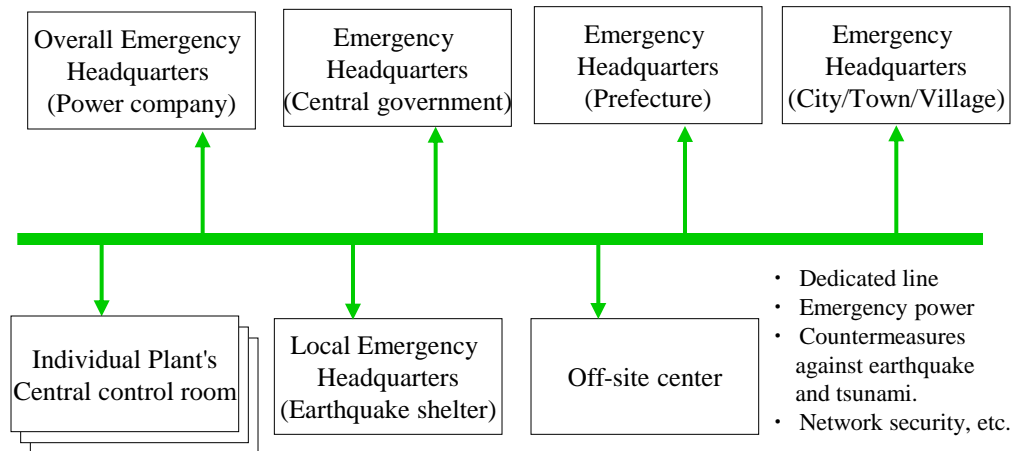 Overall Emergency
Headquarters
(Power company)
Emergency
Headquarters
(Central government)
Emergency
Headquarters
(Prefecture)
Emergency
Headquarters
(City/Town/Village)
Individual Plant's
Central control room
Local Emergency
Headquarters
(Earthquake shelter)
Off-site center
・ Dedicated line
・ Emergency power
・ Countermeasures
against earthquake
and tsunami.
・ Network security, etc.